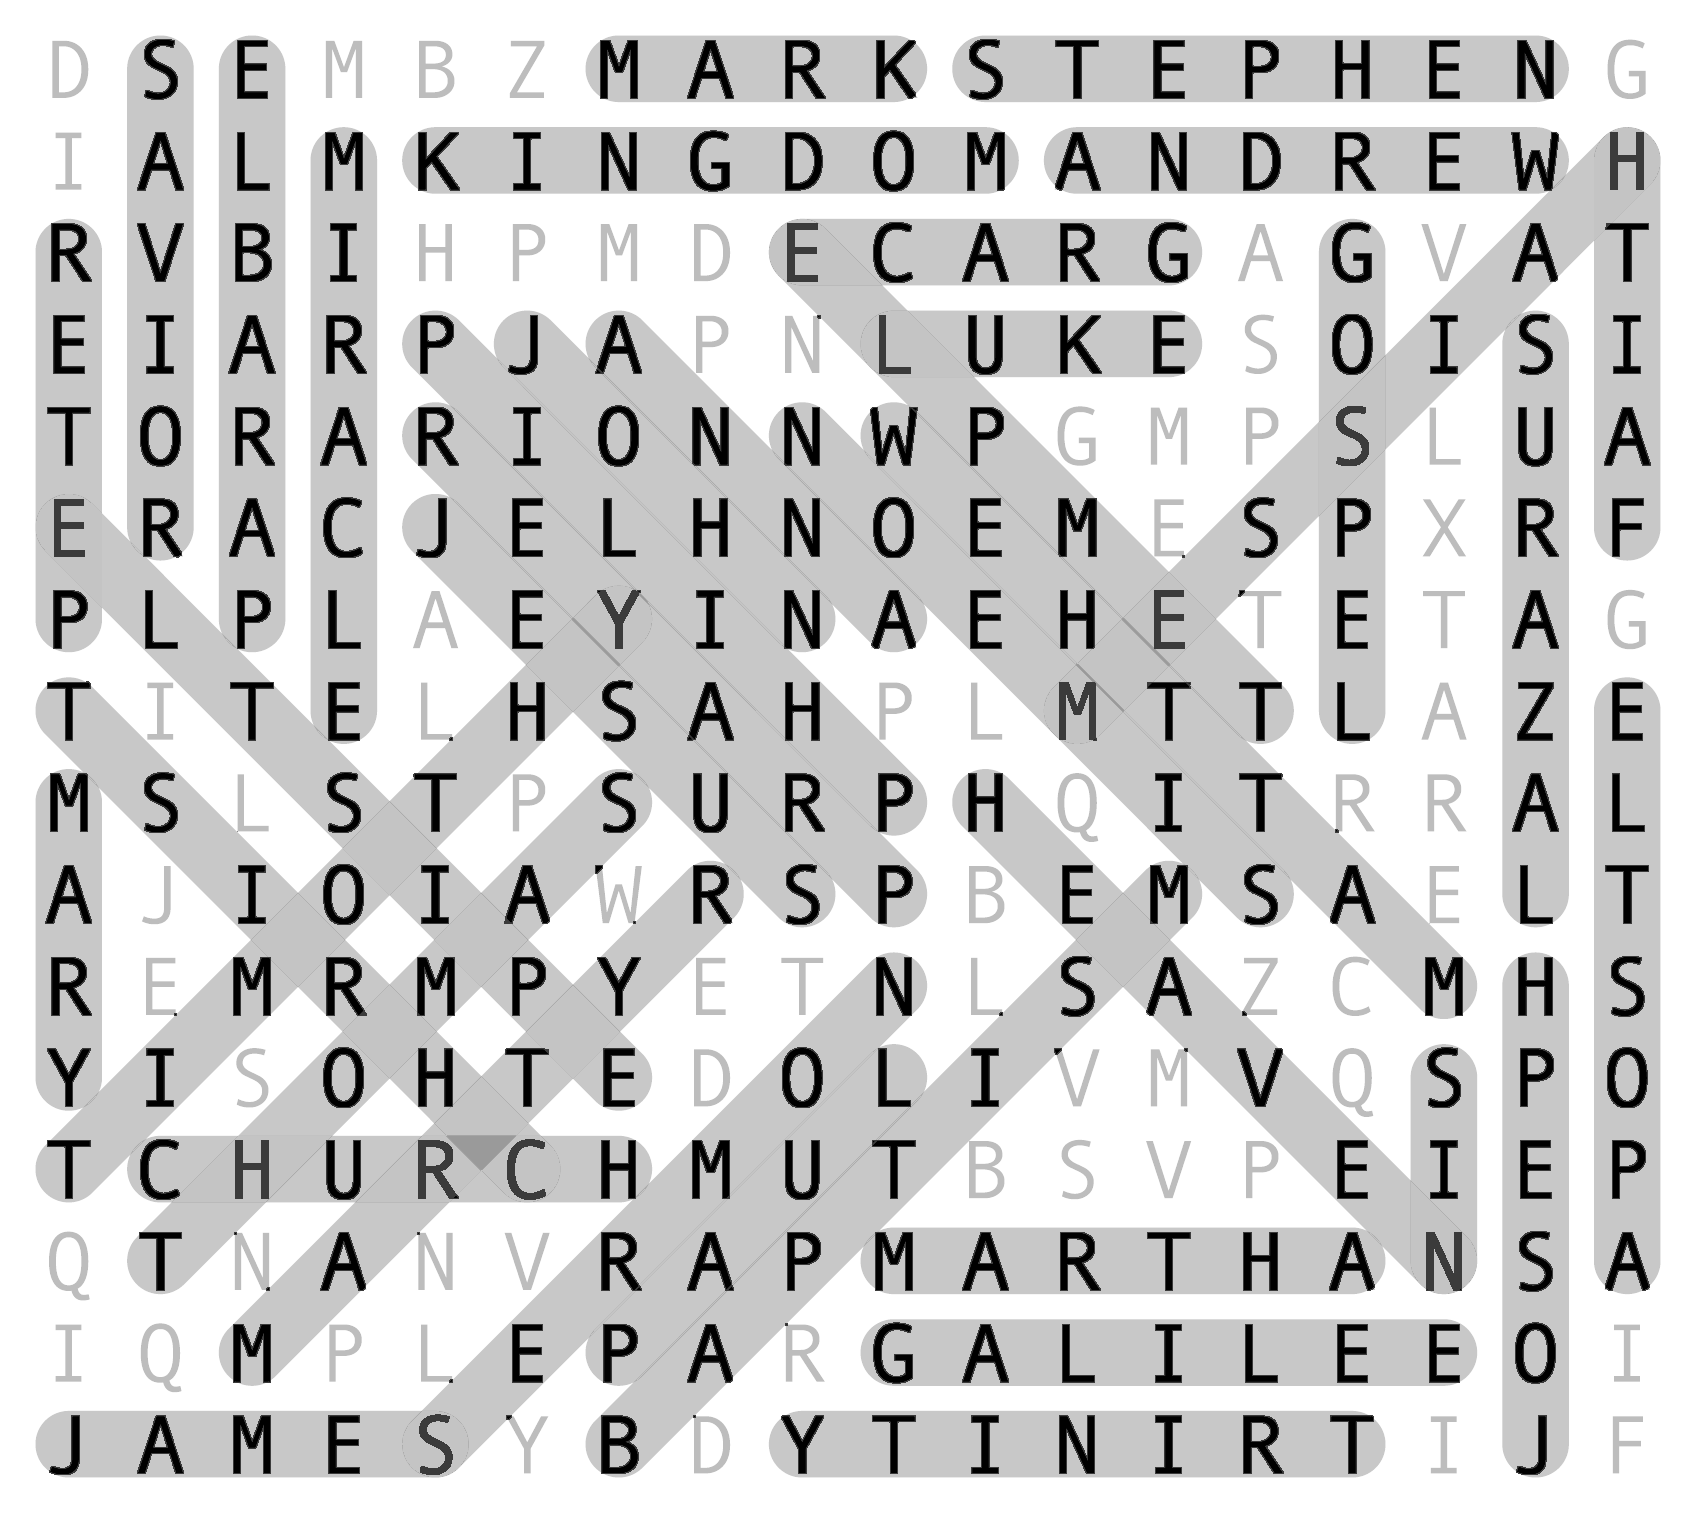 D S E M B Z M A R K S T E P H E N G
I A L M K I N G D O M A N D R E W H
R V B I H P M D E C A R G A G V A T
E I A R P J A P N L U K E S O I S I
T O R A R I O N N W P G M P S L U A
E R A C J E L H N O E M E S P X R F
P L P L A E Y I N A E H E T E T A G
T I T E L H S A H P L M T T L A Z E
M S L S T P S U R P H Q I T R R A L
A J I O I A W R S P B E M S A E L T
R E M R M P Y E T N L S A Z C M H S
Y I S O H T E D O L I V M V Q S P O
T C H U R C H M U T B S V P E I E P
Q T N A N V R A P M A R T H A N S A
I Q M P L E P A R G A L I L E E O I
J A M E S Y B D Y T I N I R T I J F